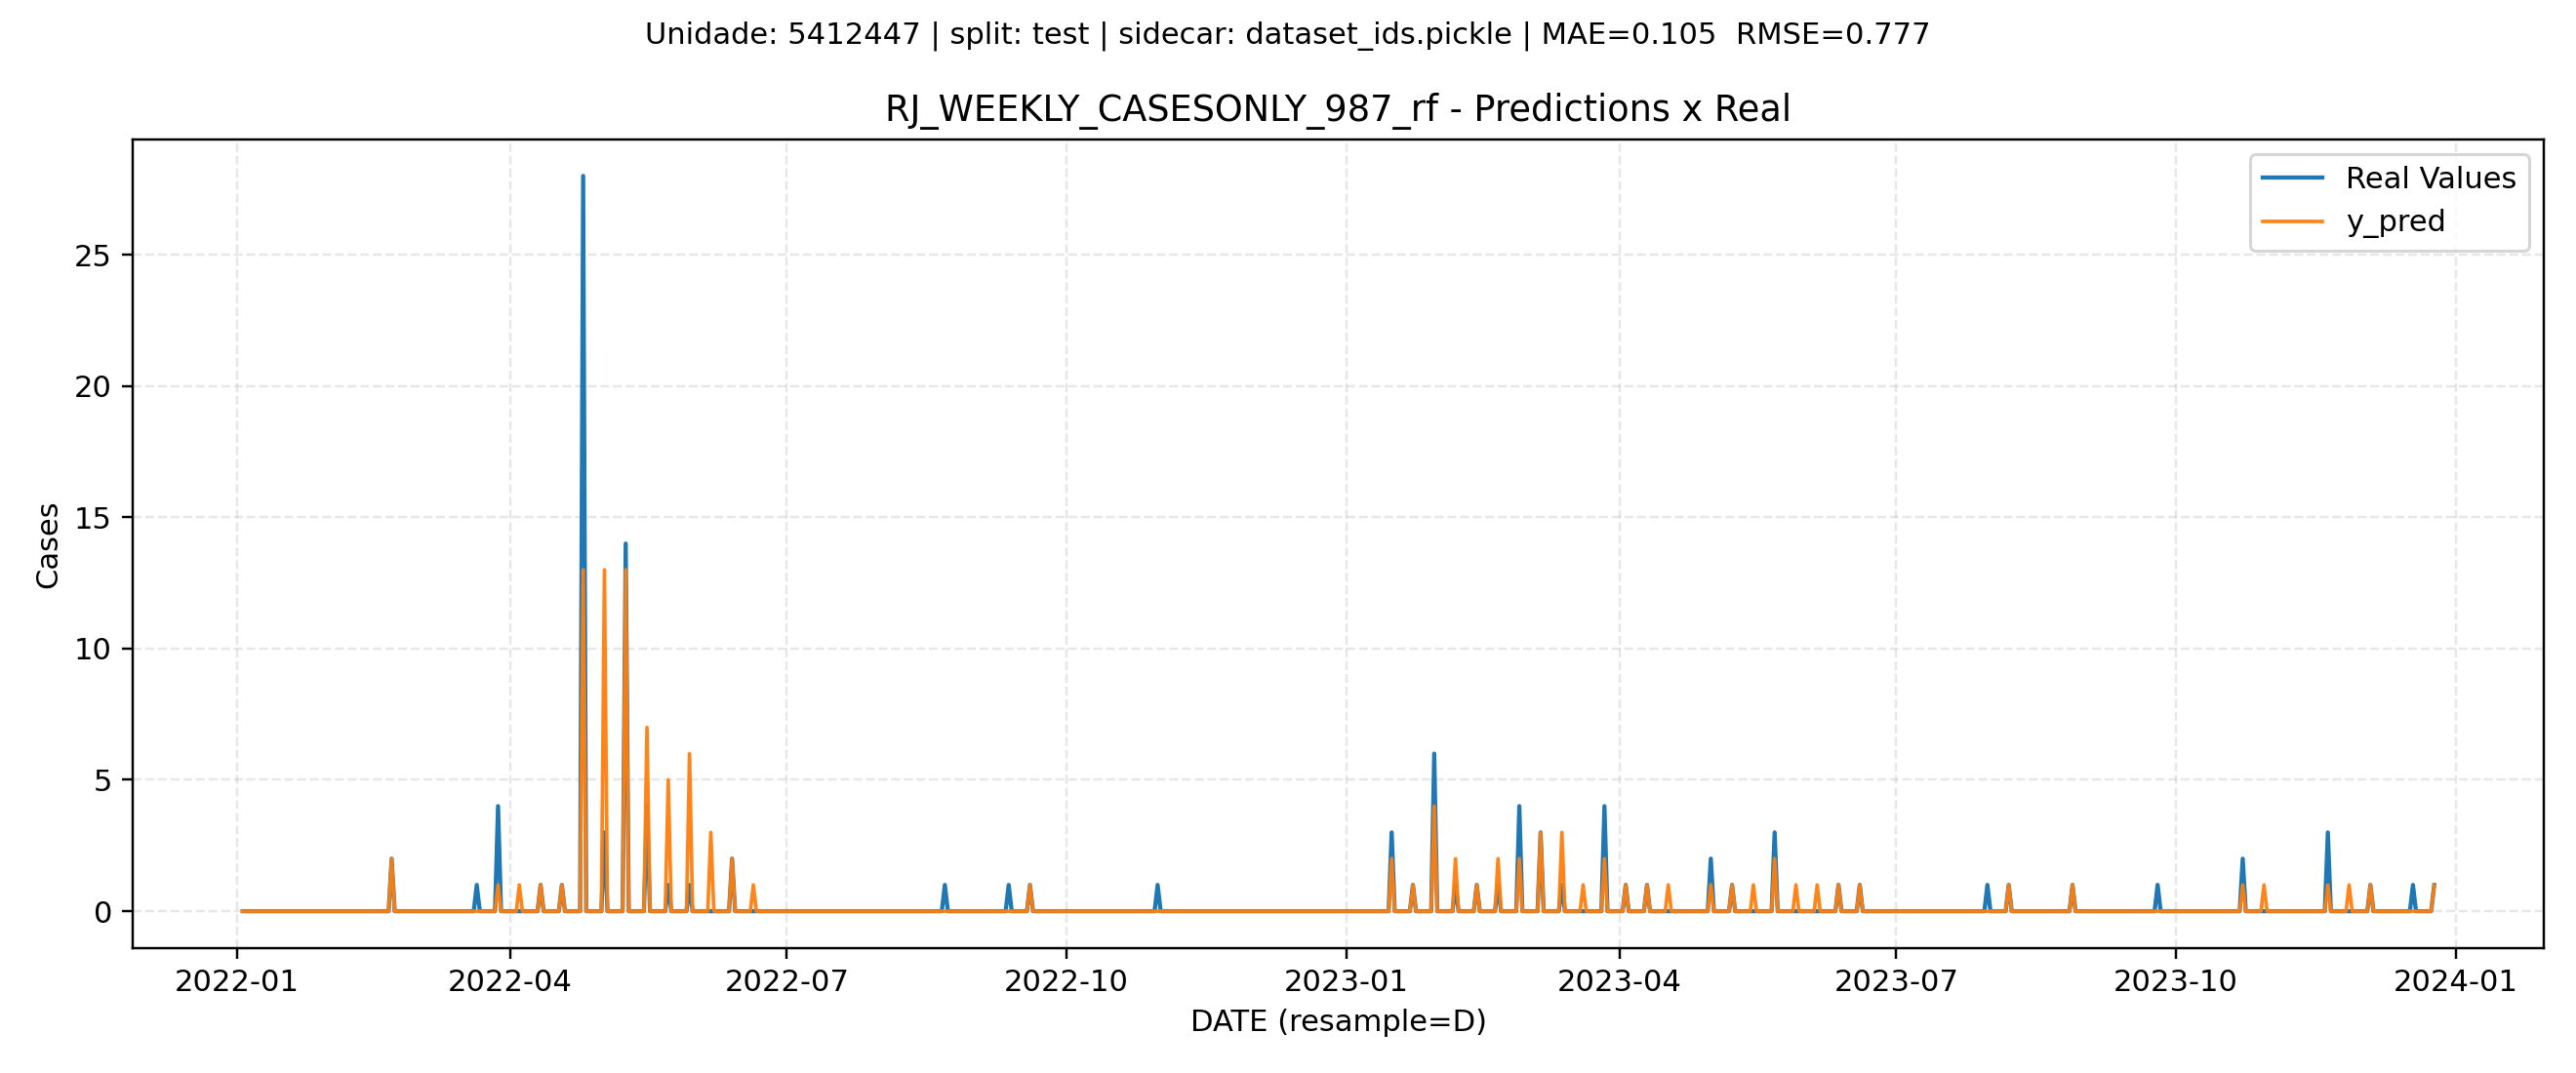 Unidade: 5412447 | split: test | sidecar: dataset_ids.pickle | MAE=0.105  RMSE=0.777
RJ_WEEKLY_CASESONLY_987_rf - Predictions x Real
Real Values
y_pred
Cases
25
20
15
10
5
0
2022-01
2022-04
2022-07
2022-10
2023-01
2023-04
2023-07
2023-10
2024-01
DATE (resample=D)